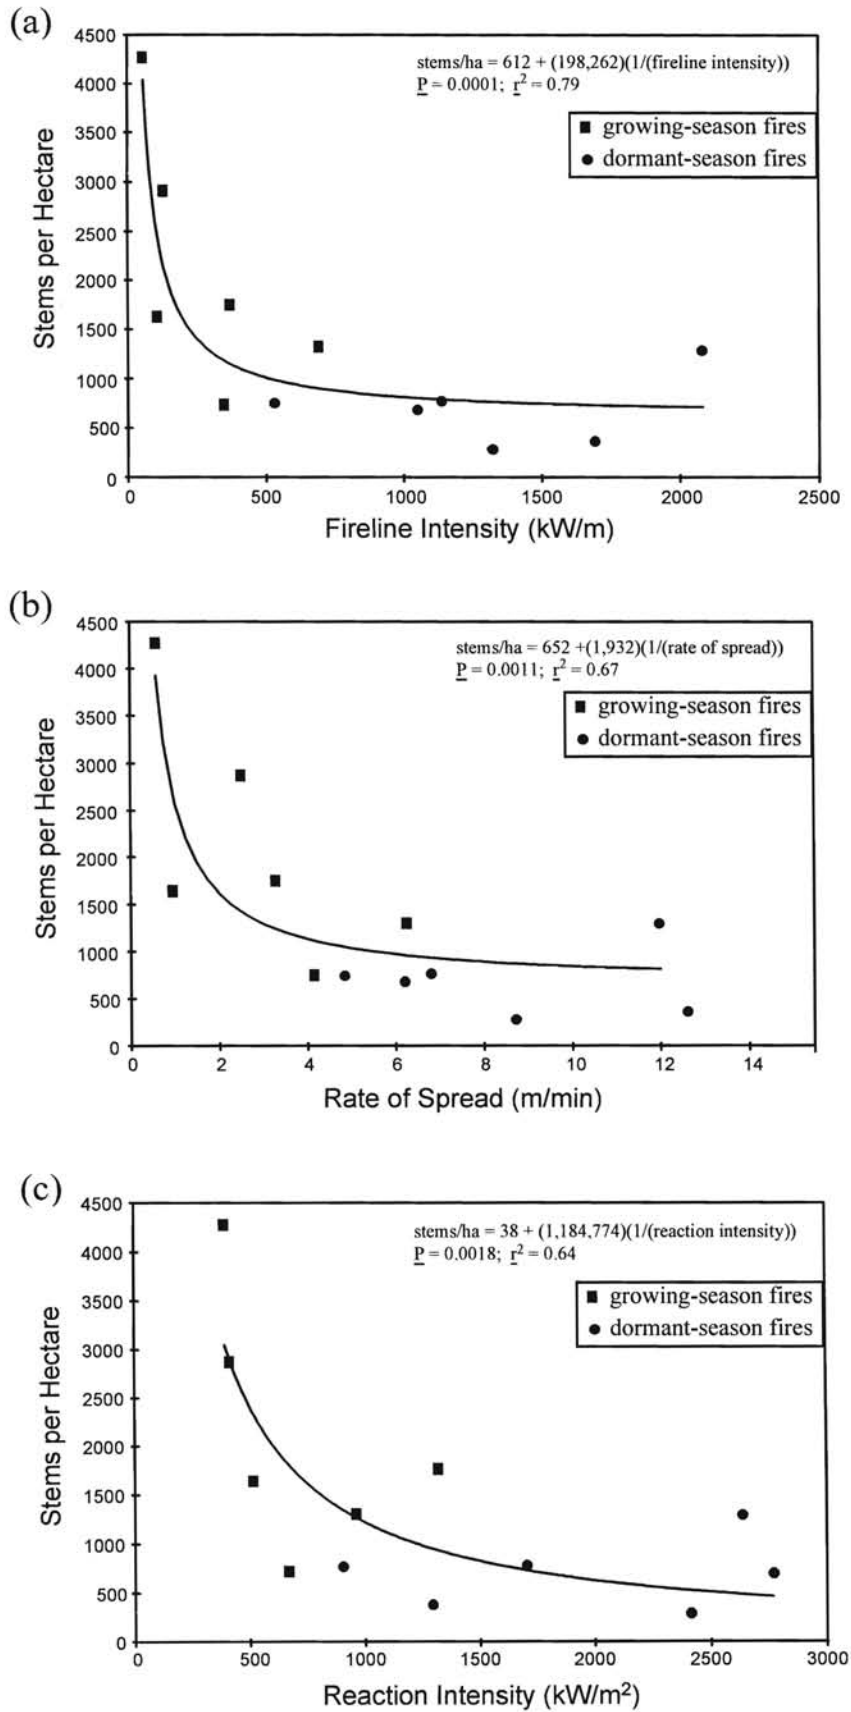 (a)
stems/ha = 612 + (198,262)(1/(fireline intensity))
P = 0.0001; r² = 0.79
growing-season fires
dormant-season fires
4500
4000
3500
3000
2500
2000
1500
1000
500
0
Stems per Hectare
0 500 1000 1500 2000 2500
Fireline Intensity (kW/m)
(b)
stems/ha = 652 +(1,932)(1/(rate of spread))
P = 0.0011; r² = 0.67
growing-season fires
dormant-season fires
4500
4000
3500
3000
2500
2000
1500
1000
500
0
Stems per Hectare
0 2 4 6 8 10 12 14
Rate of Spread (m/min)
(c)
stems/ha = 38 + (1,184,774)(1/(reaction intensity))
P = 0.0018; r² = 0.64
growing-season fires
dormant-season fires
4500
4000
3500
3000
2500
2000
1500
1000
500
0
Stems per Hectare
0 500 1000 1500 2000 2500 3000
Reaction Intensity (kW/m²)